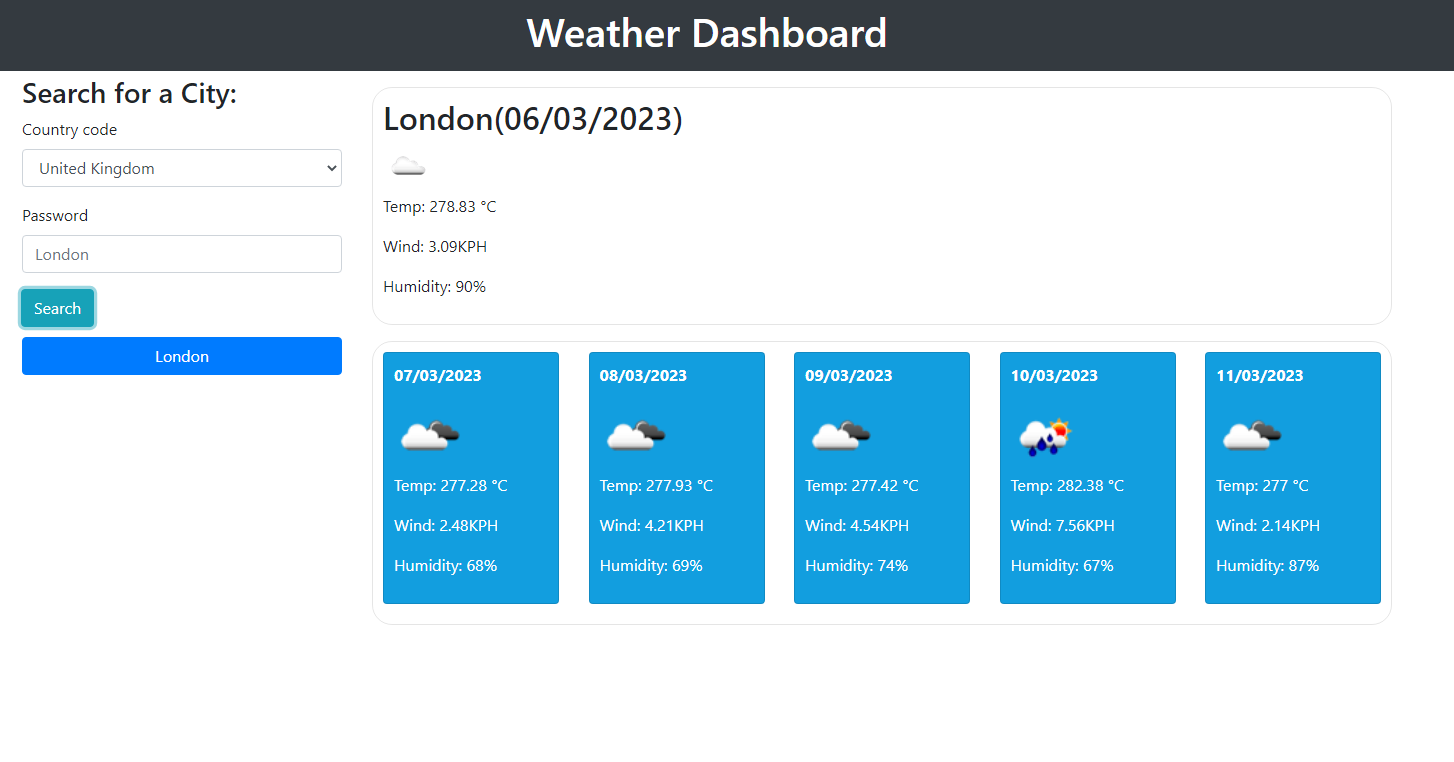 Weather Dashboard
Search for a City:
Country code
United Kingdom
Password
London
Search
London
London(06/03/2023)
Temp: 278.83 °C
Wind: 3.09KPH
Humidity: 90%
07/03/2023
Temp: 277.28 °C
Wind: 2.48KPH
Humidity: 68%
08/03/2023
Temp: 277.93 °C
Wind: 4.21KPH
Humidity: 69%
09/03/2023
Temp: 277.42 °C
Wind: 4.54KPH
Humidity: 74%
10/03/2023
Temp: 282.38 °C
Wind: 7.56KPH
Humidity: 67%
11/03/2023
Temp: 277 °C
Wind: 2.14KPH
Humidity: 87%